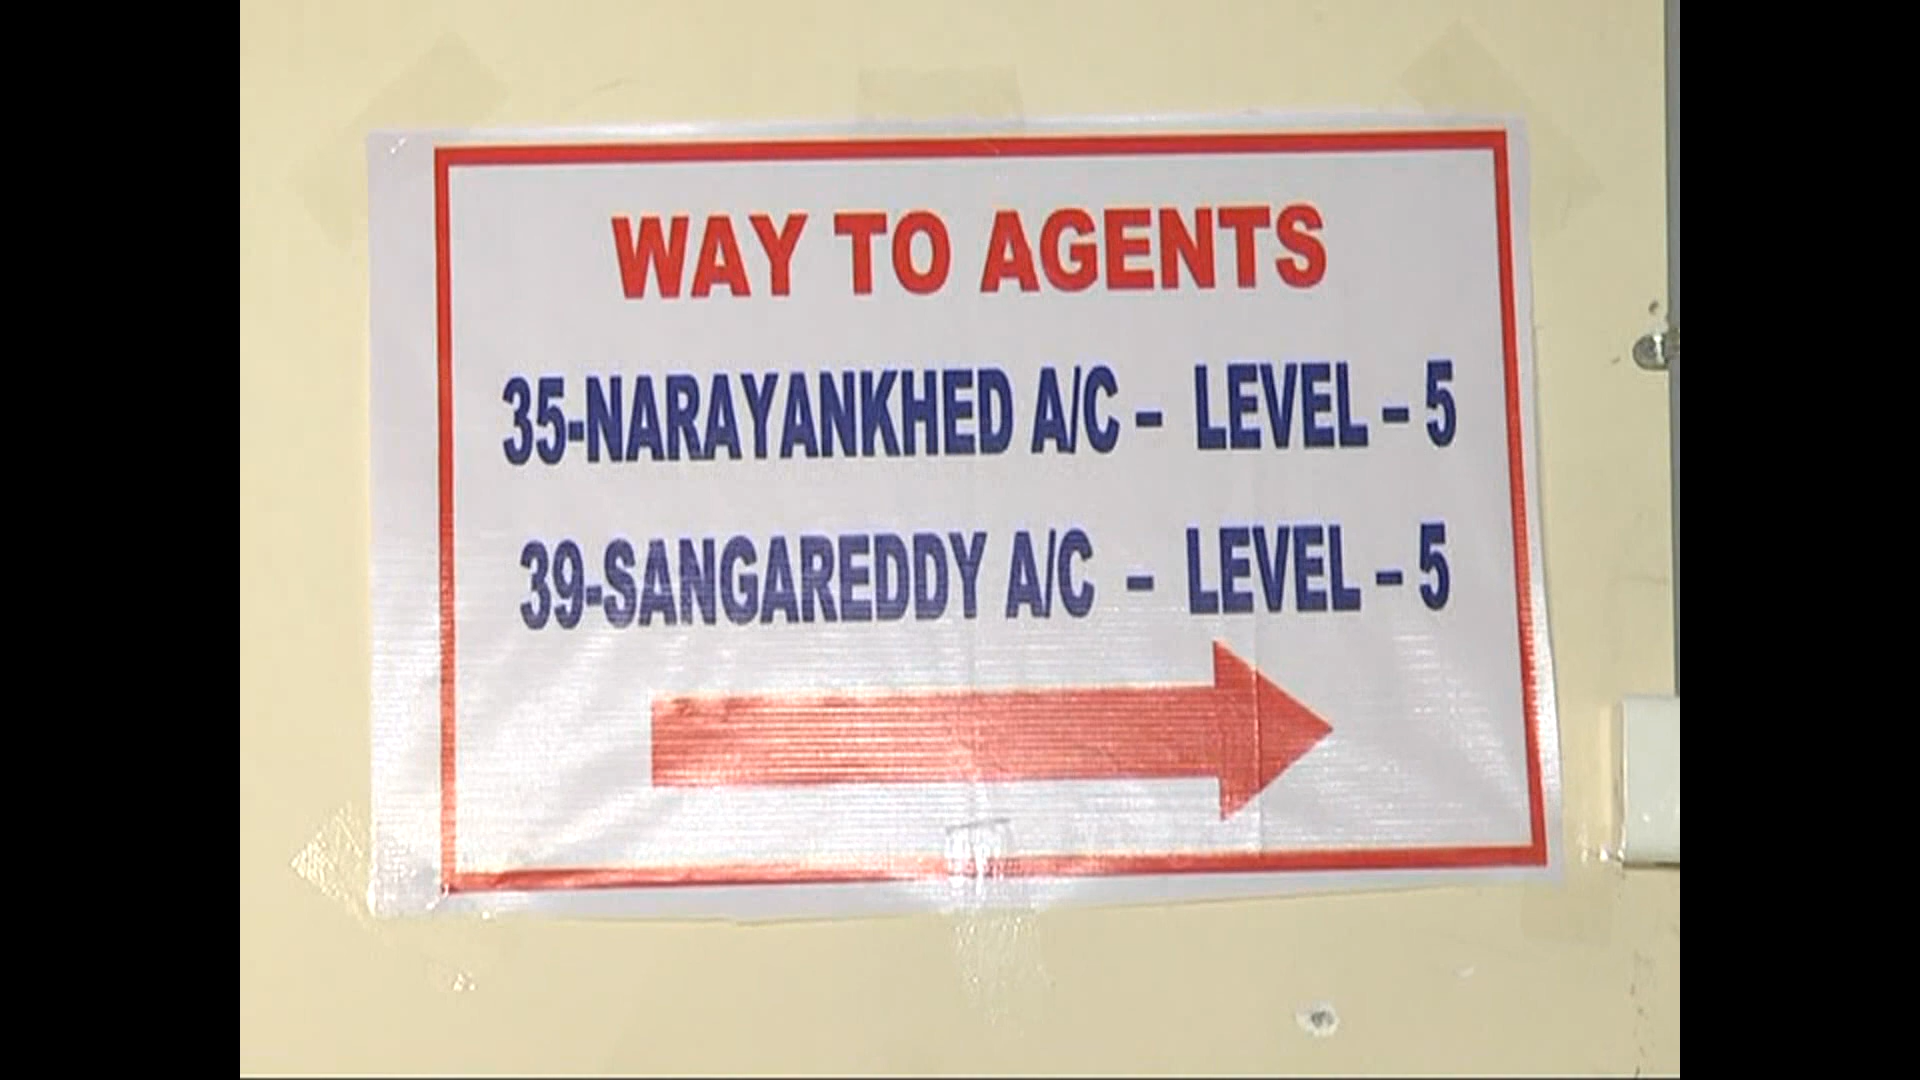 WAY TO AGENTS
35-NARAYANKHED A/C – LEVEL – 5
39-SANGAREDDY A/C – LEVEL – 5